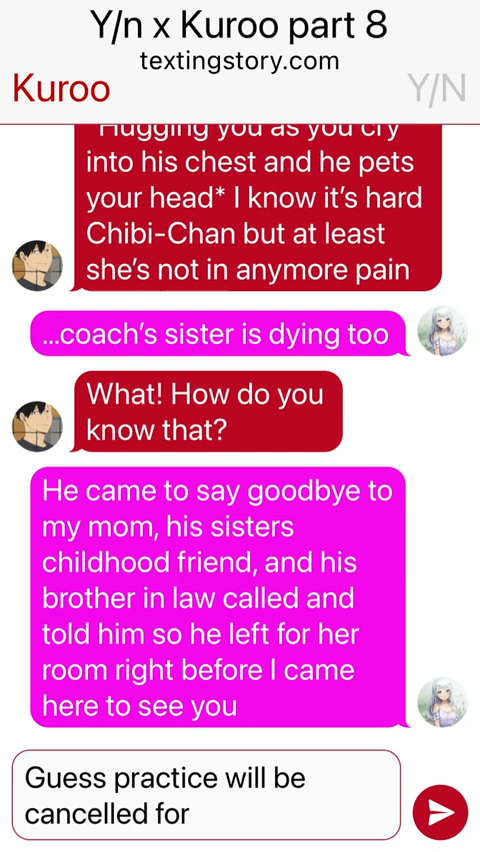 Y/n x Kuroo part 8
textingstory.com
Kuroo
Y/N
Hugging you as you cry
into his chest and he pets
your head* I know it’s hard
Chibi-Chan but at least
she’s not in anymore pain
...coach’s sister is dying too
What! How do you
know that?
He came to say goodbye to
my mom, his sisters
childhood friend, and his
brother in law called and
told him so he left for her
room right before I came
here to see you
Guess practice will be
cancelled for